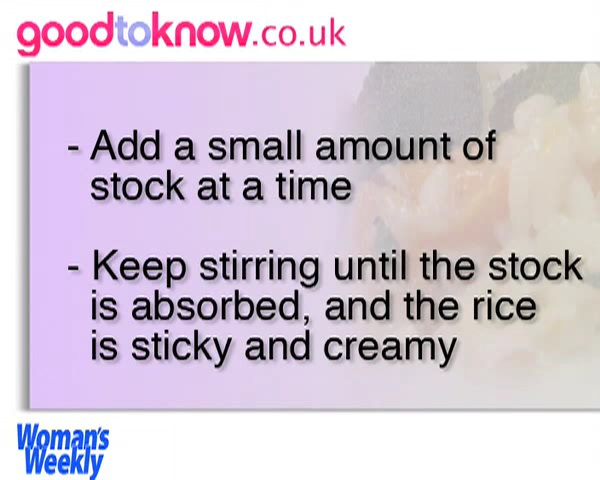 goodtoknow.co.uk
- Add a small amount of
stock at a time
- Keep stirring until the stock
is absorbed, and the rice
is sticky and creamy
Woman's
Weekly